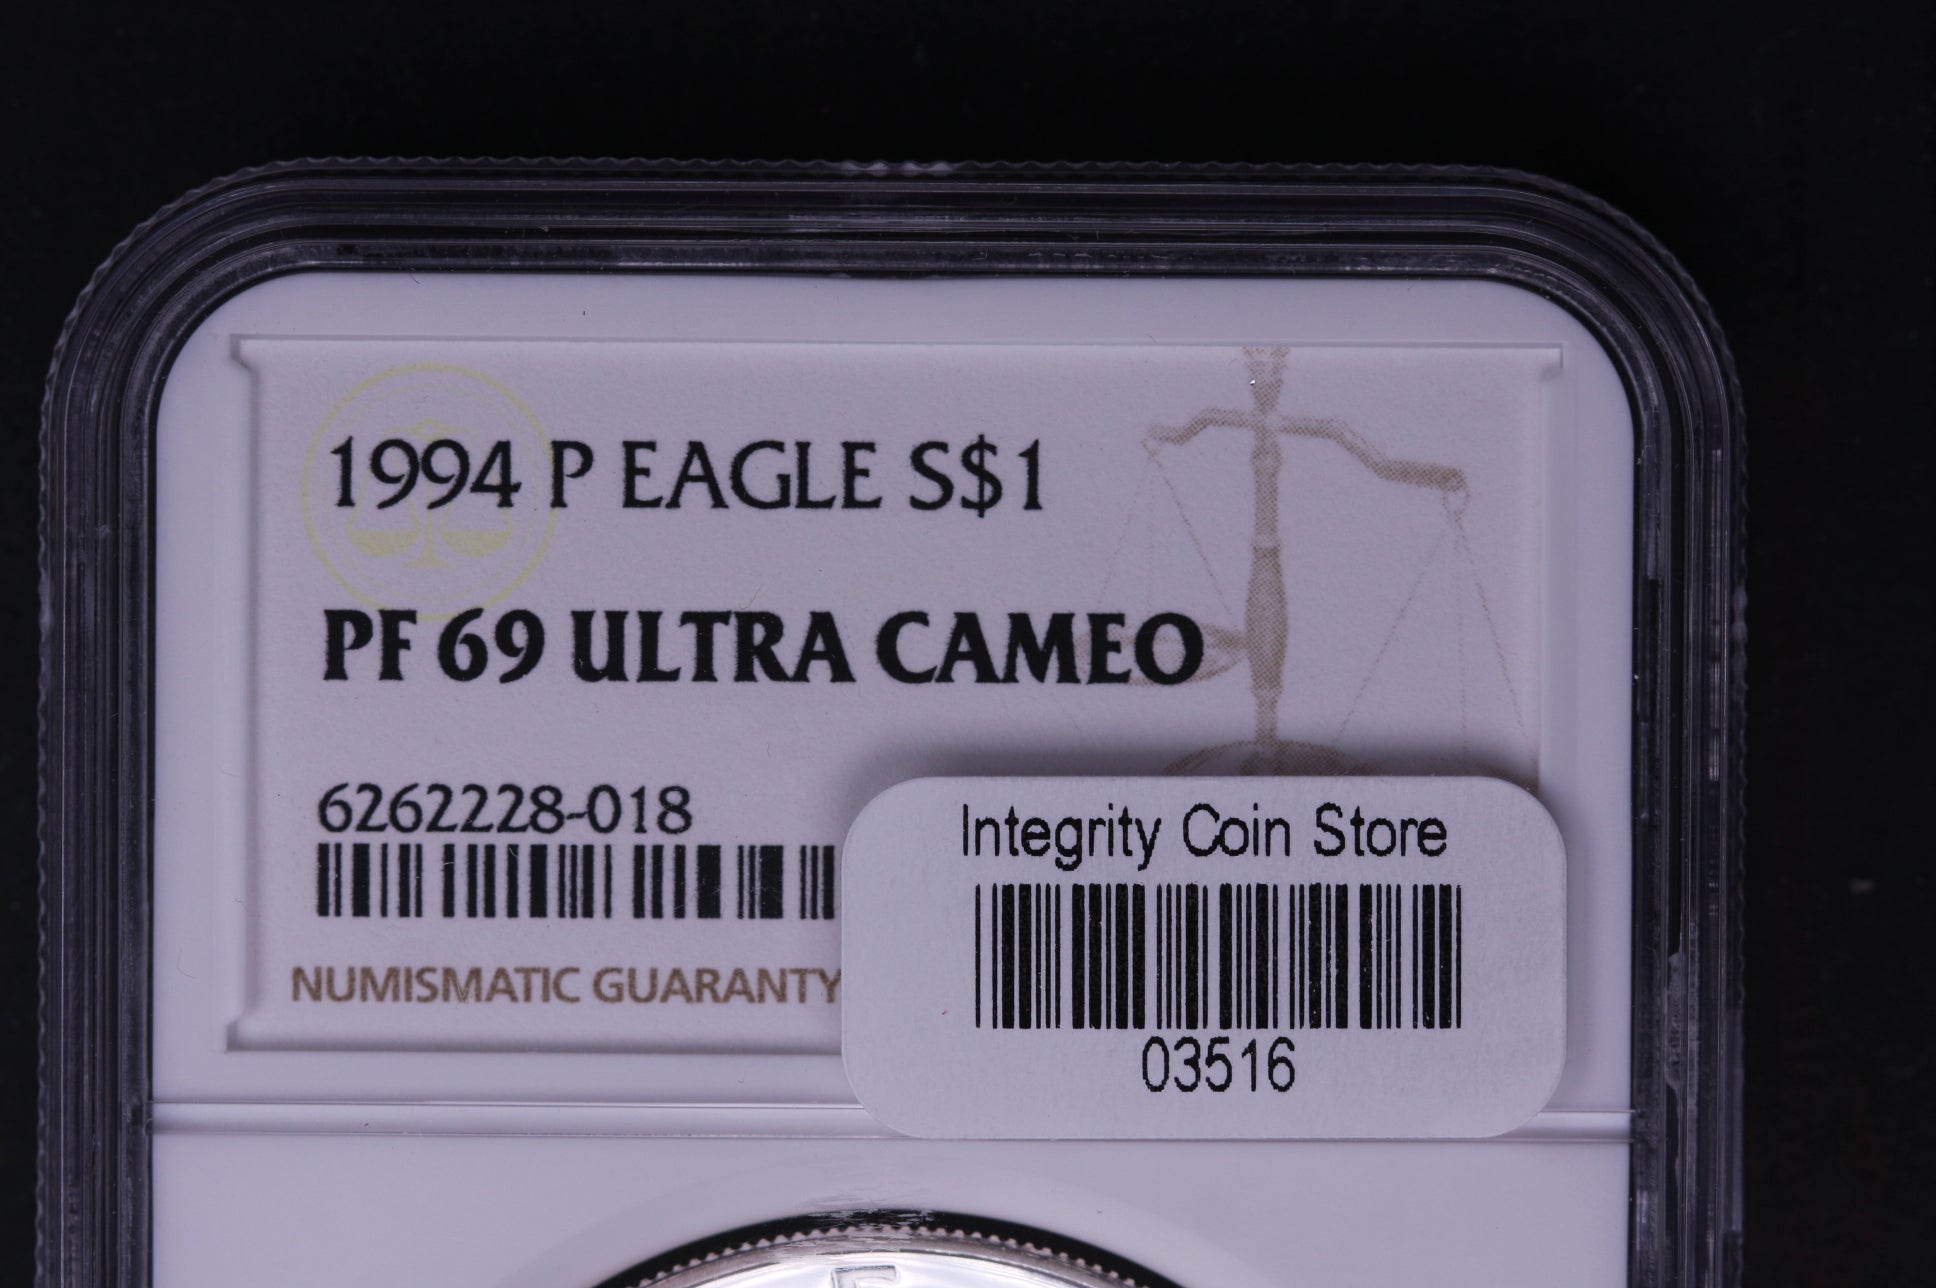 1994 P EAGLE S$1
PF 69 ULTRA CAMEO
6262228-018
NUMISMATIC GUARANTY
Integrity Coin Store
03516